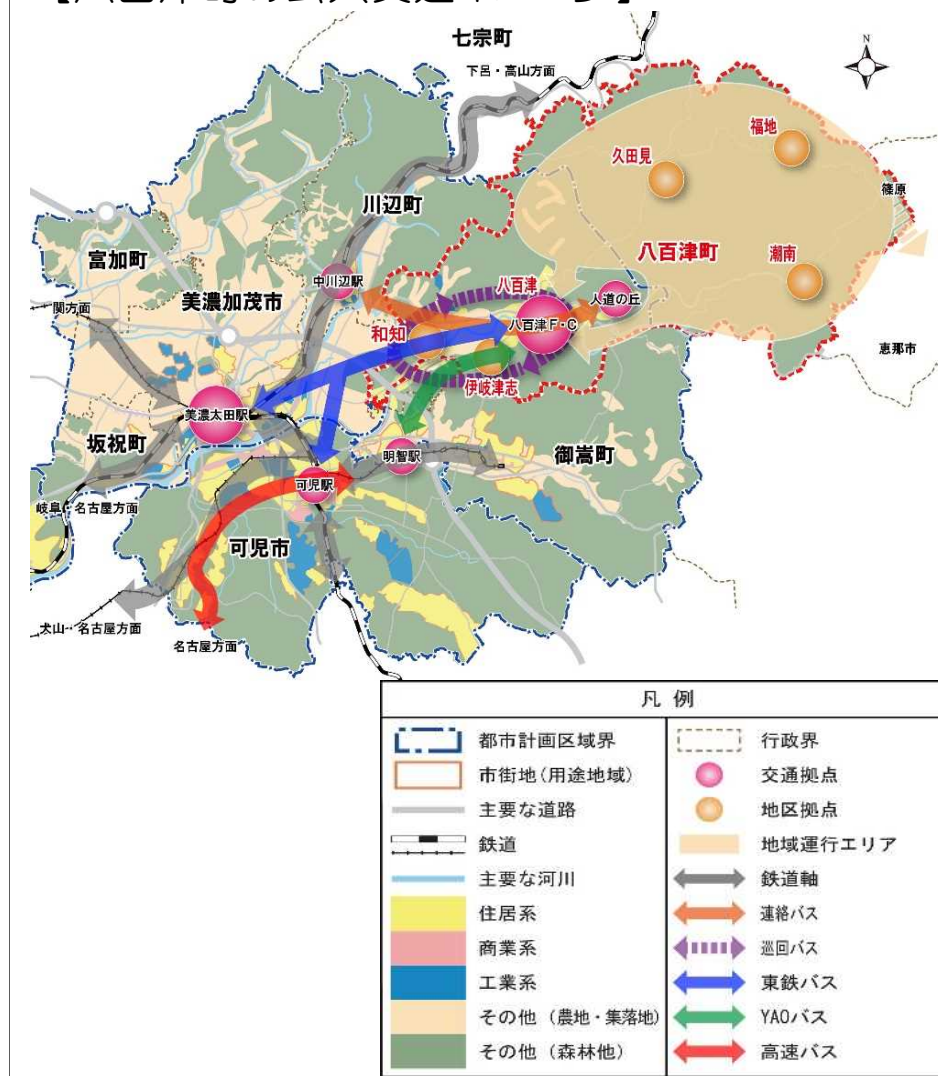 七宗町
下呂・高山方面
N
福地
久田見
篠原
川辺町
八百津町
富加町
潮南
中川辺駅
八百津
人道の丘
美濃加茂市
関方面
八百津F・C
和知
恵那市
伊岐津志
美濃太田駅
坂祝町
明智駅
御嵩町
可児駅
岐阜・名古屋方面
可児市
犬山・名古屋方面
名古屋方面
凡 例
都市計画区域界
市街地(用途地域)
主要な道路
鉄道
主要な河川
住居系
商業系
工業系
その他(農地・集落地)
その他(森林他)
行政界
交通拠点
地区拠点
地域運行エリア
鉄道軸
連絡バス
巡回バス
東鉄バス
YAOバス
高速バス